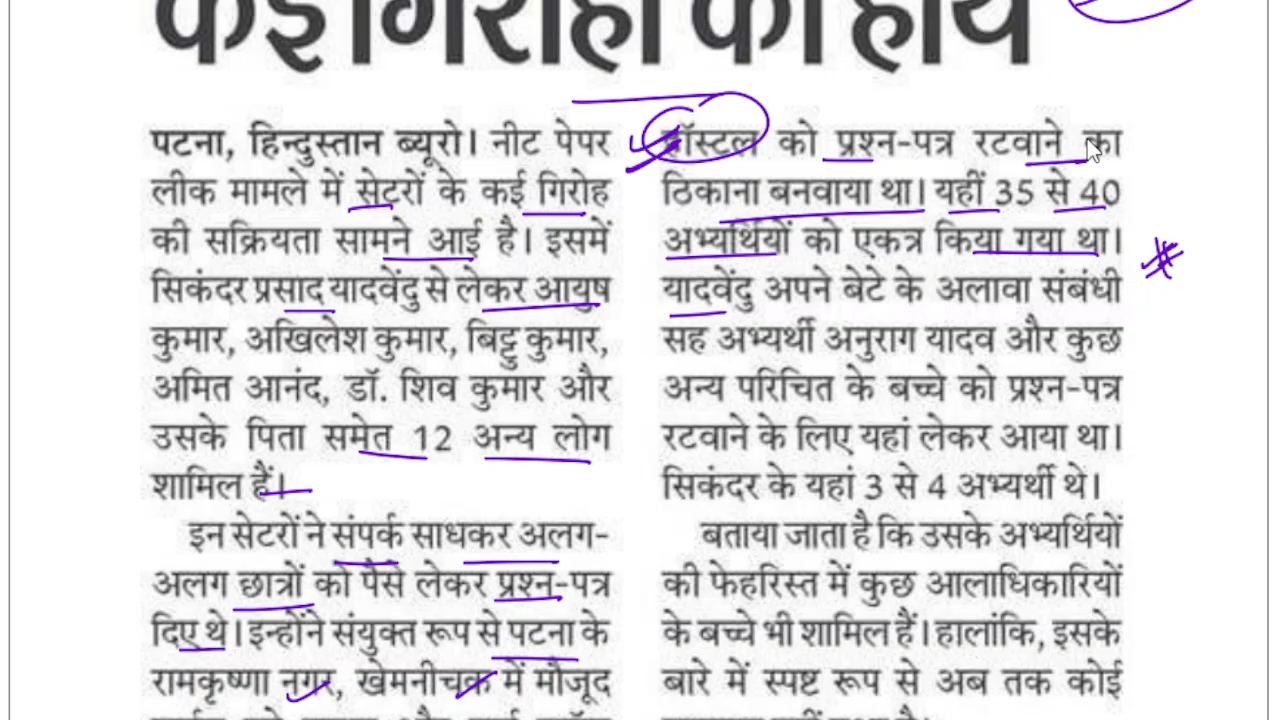 कई गिरोहों का हाथ
पटना, हिन्दुस्तान ब्यूरो। नीट पेपर
लीक मामले में सेटरों के कई गिरोह
की सक्रियता सामने आई है। इसमें
सिकंदर प्रसाद यादवेंदु से लेकर आयुष
कुमार, अखिलेश कुमार, बिट्टु कुमार,
अमित आनंद, डॉ. शिव कुमार और
उसके पिता समेत 12 अन्य लोग
शामिल हैं।
इन सेटरों ने संपर्क साधकर अलग-
अलग छात्रों को पैसे लेकर प्रश्न-पत्र
दिए थे। इन्होंने संयुक्त रूप से पटना के
रामकृष्णा नगर, खेमनीचक में मौजूद
हॉस्टल को प्रश्न-पत्र रटवाने का
ठिकाना बनवाया था। यहीं 35 से 40
अभ्यर्थियों को एकत्र किया गया था।
यादवेंदु अपने बेटे के अलावा संबंधी
सह अभ्यर्थी अनुराग यादव और कुछ
अन्य परिचित के बच्चे को प्रश्न-पत्र
रटवाने के लिए यहां लेकर आया था।
सिकंदर के यहां 3 से 4 अभ्यर्थी थे।
बताया जाता है कि उसके अभ्यर्थियों
की फेहरिस्त में कुछ आलाधिकारियों
के बच्चे भी शामिल हैं। हालांकि, इसके
बारे में स्पष्ट रूप से अब तक कोई